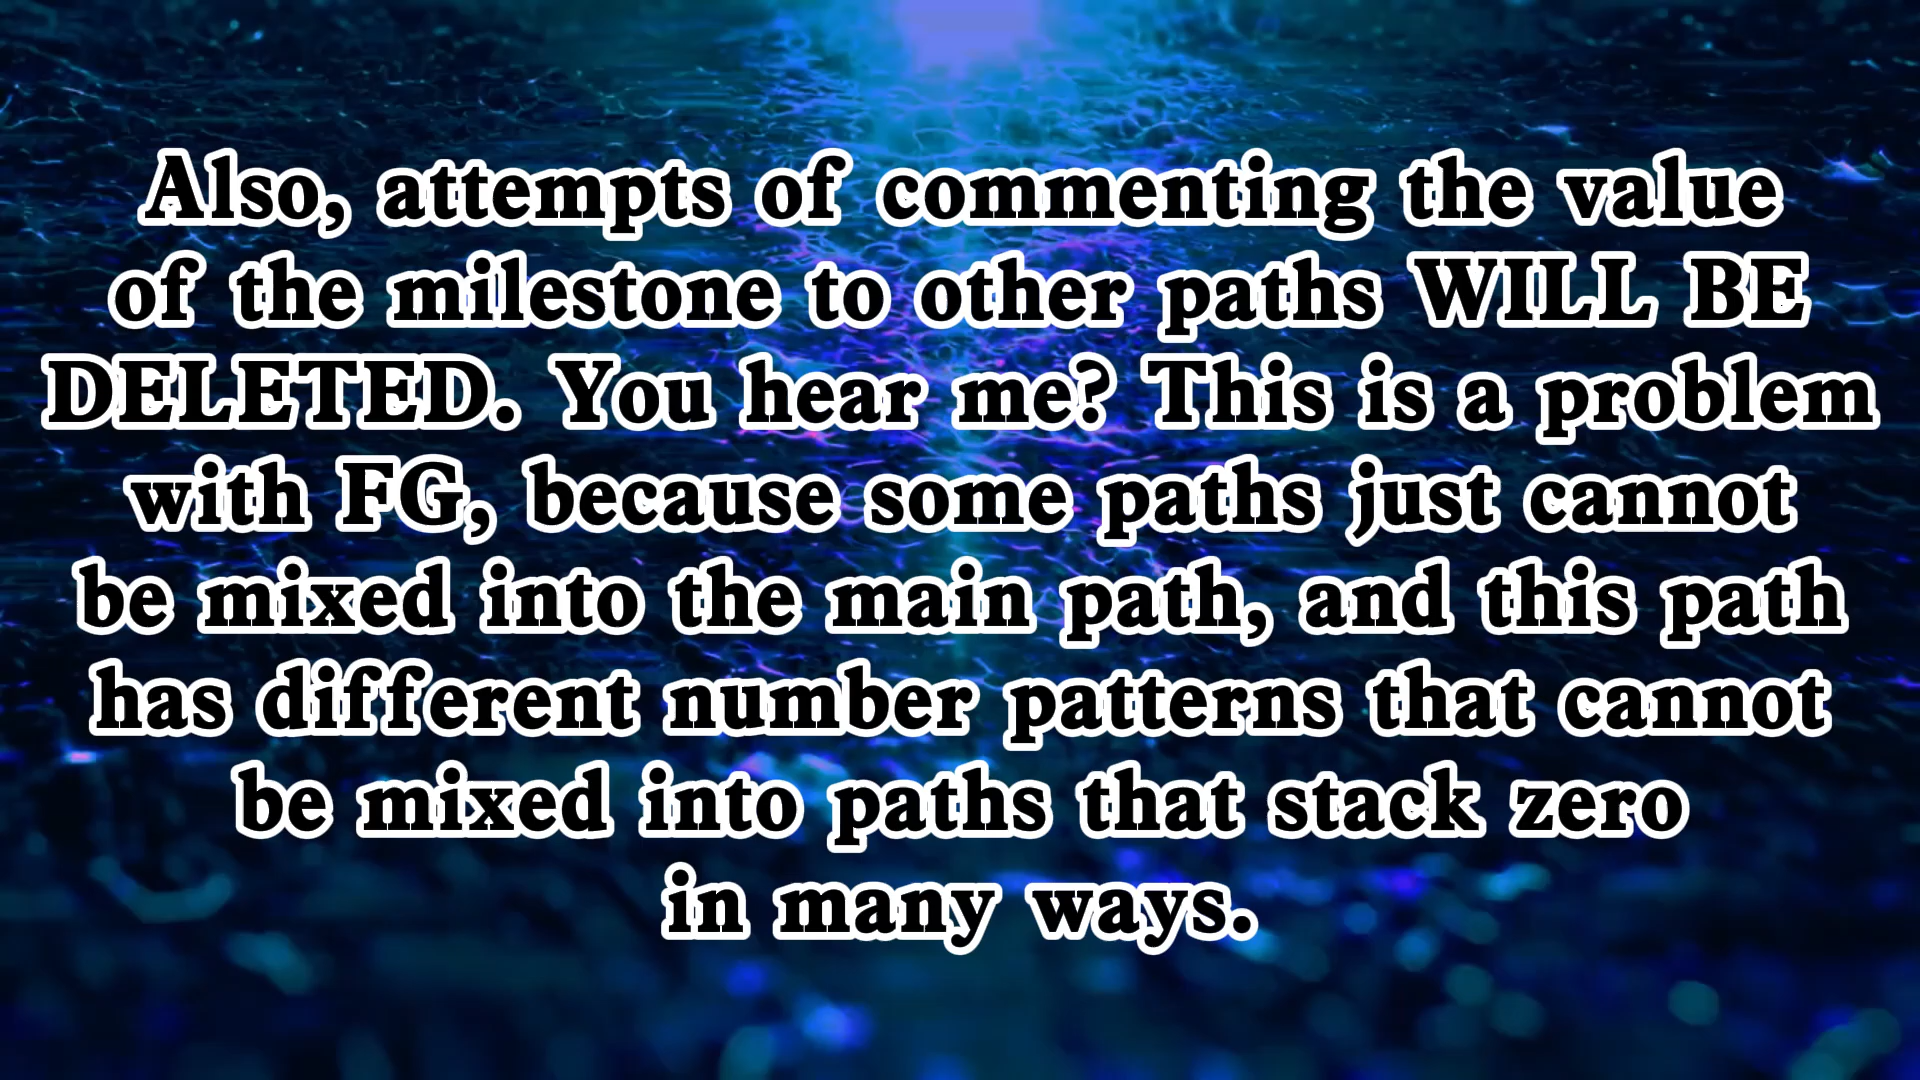 Also, attempts of commenting the value
of the milestone to other paths WILL BE
DELETED. You hear me? This is a problem
with FG, because some paths just cannot
be mixed into the main path, and this path
has different number patterns that cannot
be mixed into paths that stack zero
in many ways.